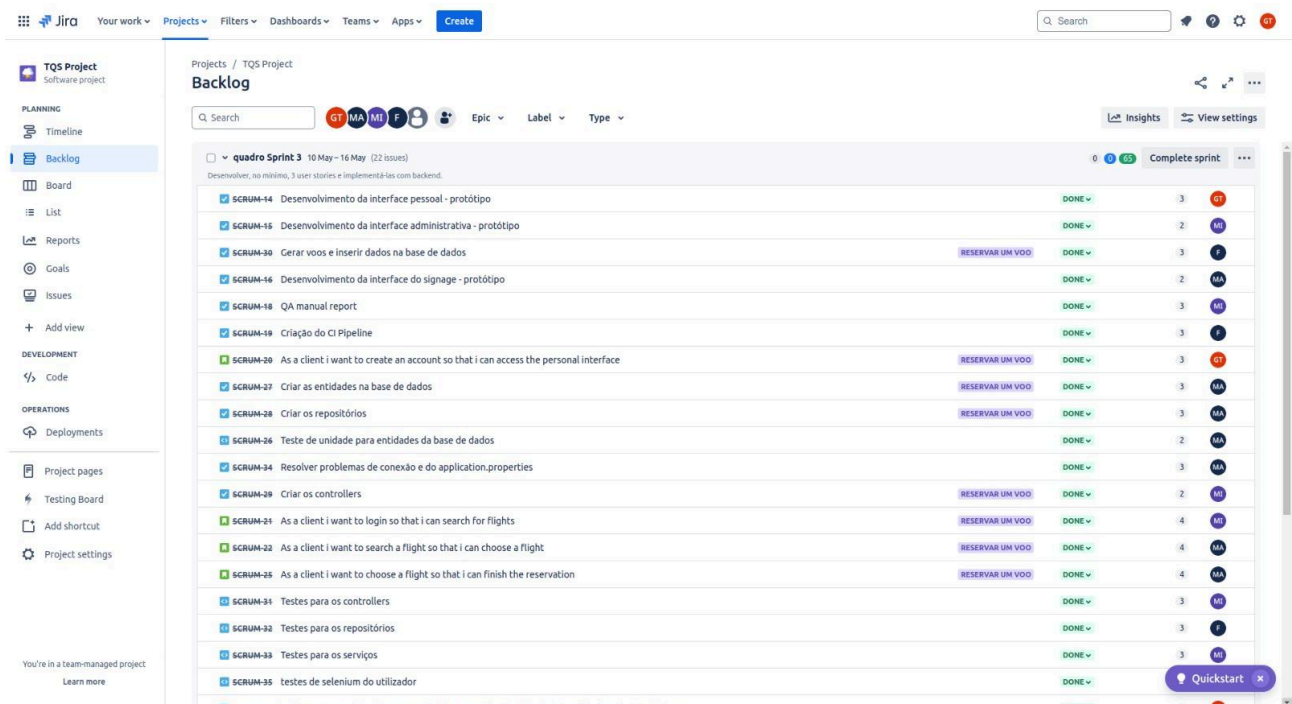 Jira Your work Projects Filters Dashboards Teams Apps Create Search GT
TQS Project
Software project
PLANNING
Timeline
Backlog
Board
List
Reports
Goals
Issues
Add view
DEVELOPMENT
Code
OPERATIONS
Deployments
Project pages
Testing Board
Add shortcut
Project settings
You're in a team-managed project
Learn more
Projects / TQS Project
Backlog
Search GT MA MI F Epic Label Type Insights View settings
quadro Sprint 3 10 May – 16 May (22 issues) 0 0 65 Complete sprint
Desenvolver, no mínimo, 3 user stories e implementá-las com backend.
SCRUM-14 Desenvolvimento da interface pessoal - protótipo DONE 3 GT
SCRUM-15 Desenvolvimento da interface administrativa - protótipo DONE 2 MI
SCRUM-30 Gerar voos e inserir dados na base de dados RESERVAR UM VOO DONE 3 F
SCRUM-16 Desenvolvimento da interface do signage - protótipo DONE 2 MA
SCRUM-18 QA manual report DONE 3 MI
SCRUM-19 Criação do CI Pipeline DONE 3 F
SCRUM-20 As a client i want to create an account so that i can access the personal interface RESERVAR UM VOO DONE 3 GT
SCRUM-27 Criar as entidades na base de dados RESERVAR UM VOO DONE 3 MA
SCRUM-28 Criar os repositórios RESERVAR UM VOO DONE 3 MA
SCRUM-26 Teste de unidade para entidades da base de dados DONE 2 MA
SCRUM-34 Resolver problemas de conexão e do application.properties DONE 3 MA
SCRUM-29 Criar os controllers RESERVAR UM VOO DONE 2 MI
SCRUM-21 As a client i want to login so that i can search for flights RESERVAR UM VOO DONE 4 MI
SCRUM-22 As a client i want to search a flight so that i can choose a flight RESERVAR UM VOO DONE 4 MA
SCRUM-25 As a client i want to choose a flight so that i can finish the reservation RESERVAR UM VOO DONE 4 MA
SCRUM-31 Testes para os controllers DONE 3 MI
SCRUM-32 Testes para os repositórios DONE 3 F
SCRUM-33 Testes para os serviços DONE 3 MI
SCRUM-35 testes de selenium do utilizador DONE
Quickstart